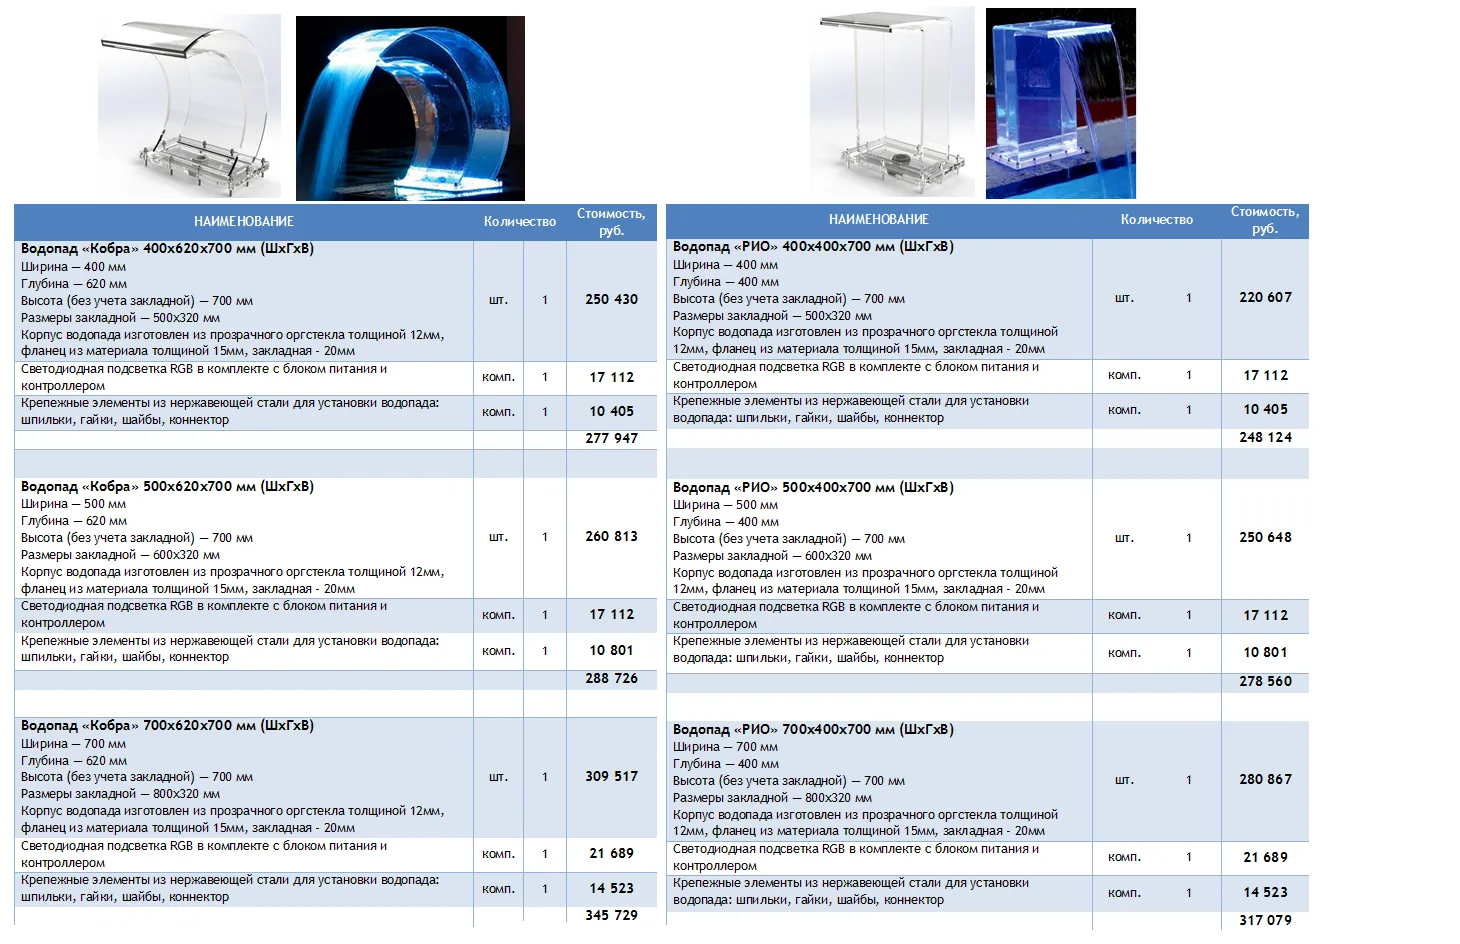 НАИМЕНОВАНИЕ Количество Стоимость, руб.
Водопад «Кобра» 400х620х700 мм (ШхГхВ)
Ширина — 400 мм
Глубина — 620 мм
Высота (без учета закладной) — 700 мм
Размеры закладной — 500х320 мм
Корпус водопада изготовлен из прозрачного оргстекла толщиной 12мм,
фланец из материала толщиной 15мм, закладная - 20мм
шт. 1 250 430
Светодиодная подсветка RGB в комплекте с блоком питания и
контроллером
комп. 1 17 112
Крепежные элементы из нержавеющей стали для установки водопада:
шпильки, гайки, шайбы, коннектор
комп. 1 10 405
277 947
Водопад «Кобра» 500х620х700 мм (ШхГхВ)
Ширина — 500 мм
Глубина — 620 мм
Высота (без учета закладной) — 700 мм
Размеры закладной — 600х320 мм
Корпус водопада изготовлен из прозрачного оргстекла толщиной 12мм,
фланец из материала толщиной 15мм, закладная - 20мм
шт. 1 260 813
Светодиодная подсветка RGB в комплекте с блоком питания и
контроллером
комп. 1 17 112
Крепежные элементы из нержавеющей стали для установки водопада:
шпильки, гайки, шайбы, коннектор
комп. 1 10 801
288 726
Водопад «Кобра» 700х620х700 мм (ШхГхВ)
Ширина — 700 мм
Глубина — 620 мм
Высота (без учета закладной) — 700 мм
Размеры закладной — 800х320 мм
Корпус водопада изготовлен из прозрачного оргстекла толщиной 12мм,
фланец из материала толщиной 15мм, закладная - 20мм
шт. 1 309 517
Светодиодная подсветка RGB в комплекте с блоком питания и
контроллером
комп. 1 21 689
Крепежные элементы из нержавеющей стали для установки водопада:
шпильки, гайки, шайбы, коннектор
комп. 1 14 523
345 729
НАИМЕНОВАНИЕ Количество Стоимость, руб.
Водопад «РИО» 400х400х700 мм (ШхГхВ)
Ширина — 400 мм
Глубина — 400 мм
Высота (без учета закладной) — 700 мм
Размеры закладной — 500х320 мм
Корпус водопада изготовлен из прозрачного оргстекла толщиной
12мм, фланец из материала толщиной 15мм, закладная - 20мм
шт. 1 220 607
Светодиодная подсветка RGB в комплекте с блоком питания и
контроллером
комп. 1 17 112
Крепежные элементы из нержавеющей стали для установки
водопада: шпильки, гайки, шайбы, коннектор
комп. 1 10 405
248 124
Водопад «РИО» 500х400х700 мм (ШхГхВ)
Ширина — 500 мм
Глубина — 400 мм
Высота (без учета закладной) — 700 мм
Размеры закладной — 600х320 мм
Корпус водопада изготовлен из прозрачного оргстекла толщиной
12мм, фланец из материала толщиной 15мм, закладная - 20мм
шт. 1 250 648
Светодиодная подсветка RGB в комплекте с блоком питания и
контроллером
комп. 1 17 112
Крепежные элементы из нержавеющей стали для установки
водопада: шпильки, гайки, шайбы, коннектор
комп. 1 10 801
278 560
Водопад «РИО» 700х400х700 мм (ШхГхВ)
Ширина — 700 мм
Глубина — 400 мм
Высота (без учета закладной) — 700 мм
Размеры закладной — 800х320 мм
Корпус водопада изготовлен из прозрачного оргстекла толщиной
12мм, фланец из материала толщиной 15мм, закладная - 20мм
шт. 1 280 867
Светодиодная подсветка RGB в комплекте с блоком питания и
контроллером
комп. 1 21 689
Крепежные элементы из нержавеющей стали для установки
водопада: шпильки, гайки, шайбы, коннектор
комп. 1 14 523
317 079